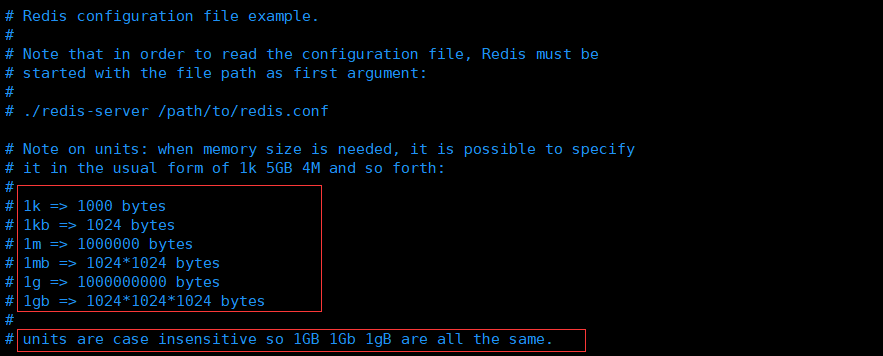 # Redis configuration file example.
#
# Note that in order to read the configuration file, Redis must be
# started with the file path as first argument:
#
# ./redis-server /path/to/redis.conf

# Note on units: when memory size is needed, it is possible to specify
# it in the usual form of 1k 5GB 4M and so forth:
#
# 1k => 1000 bytes
# 1kb => 1024 bytes
# 1m => 1000000 bytes
# 1mb => 1024*1024 bytes
# 1g => 1000000000 bytes
# 1gb => 1024*1024*1024 bytes
#
# units are case insensitive so 1GB 1Gb 1gB are all the same.